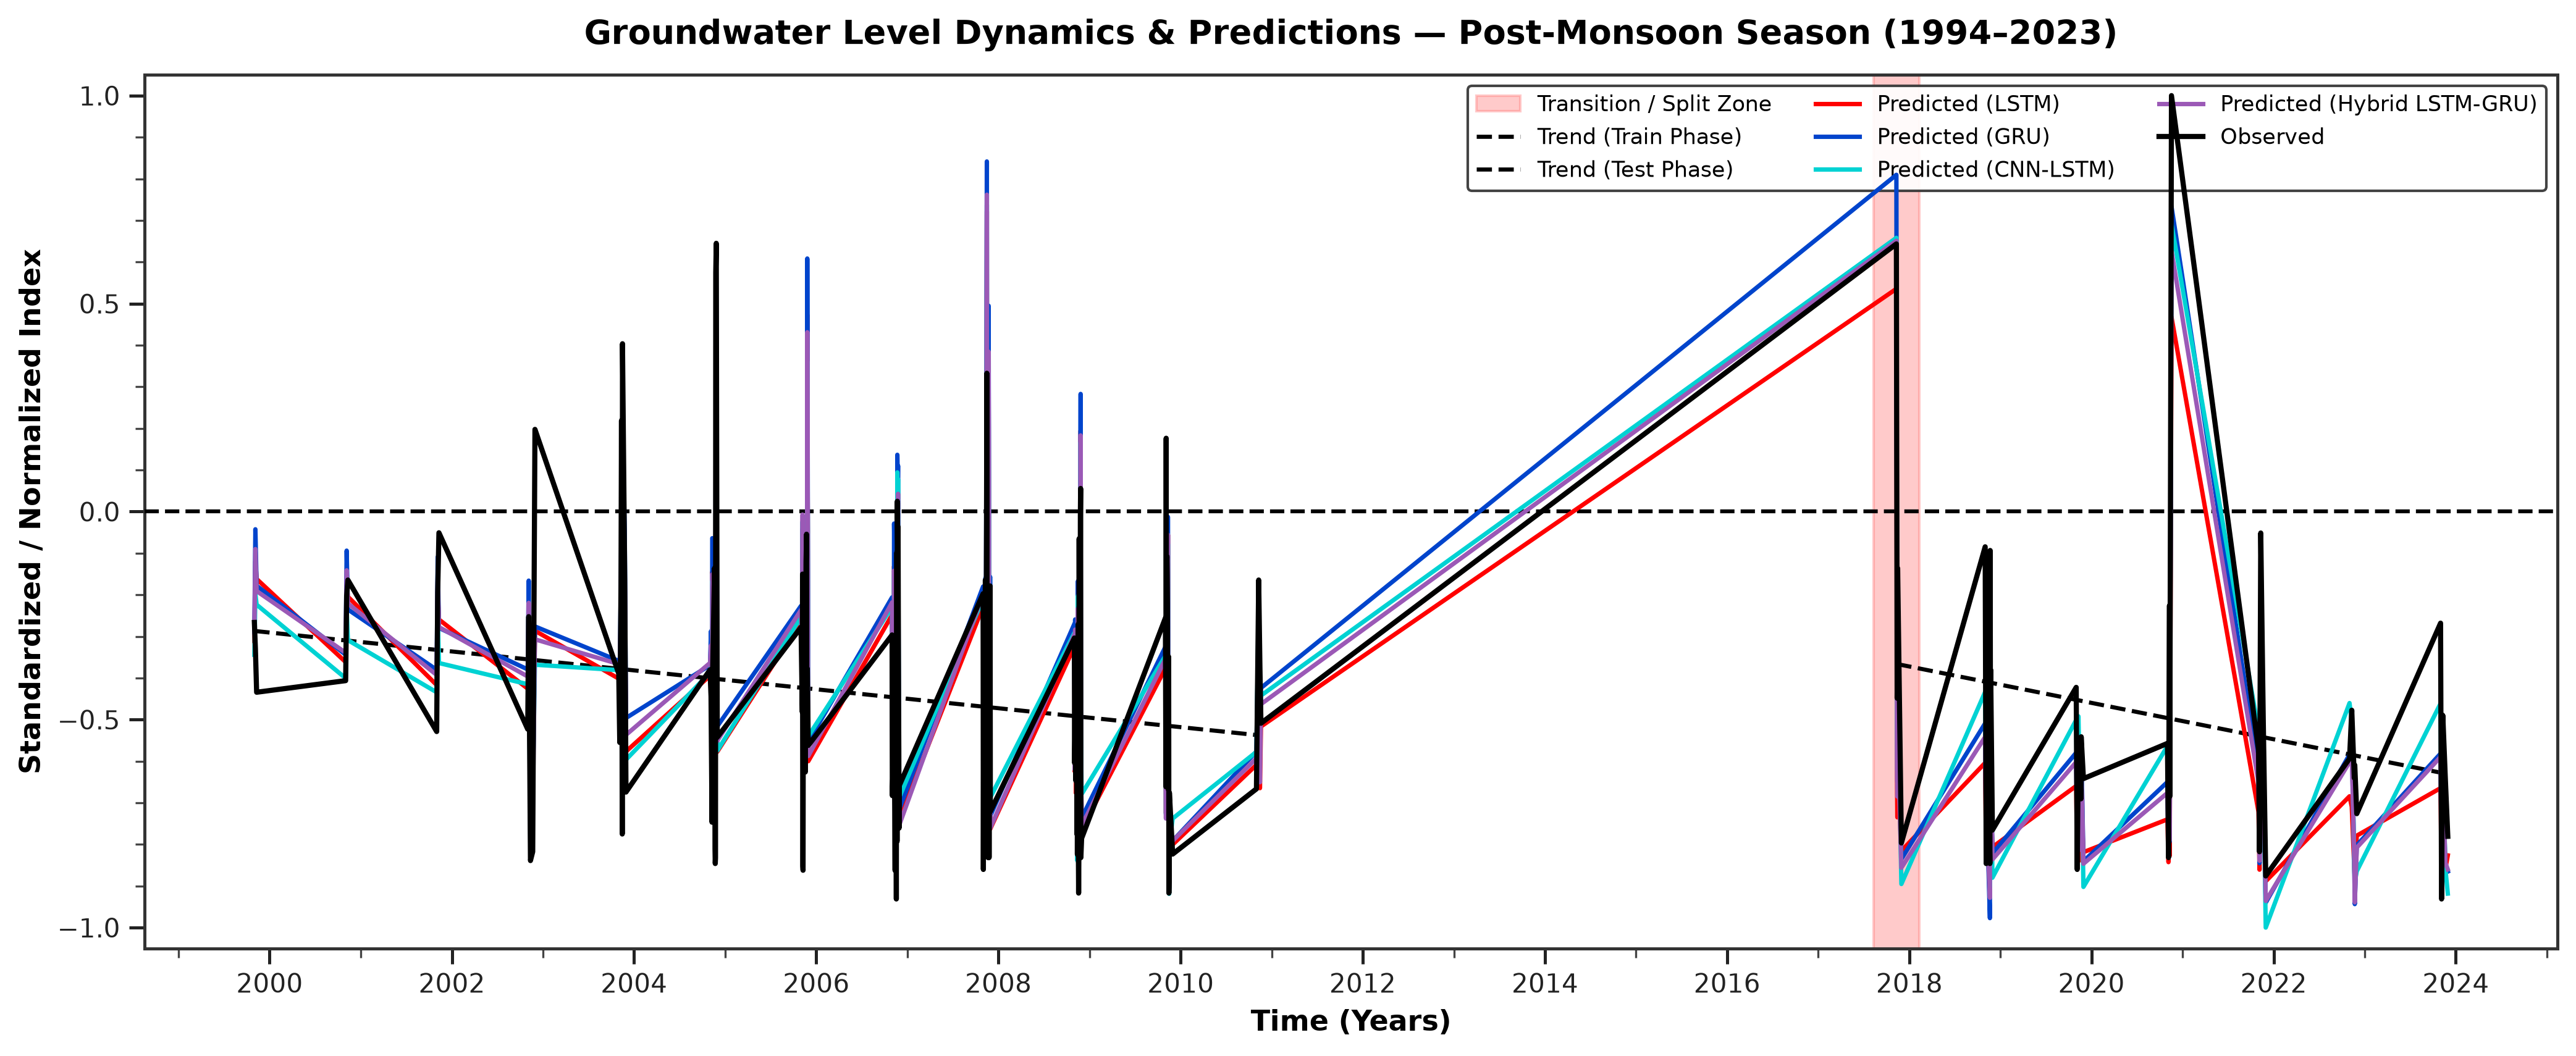 Groundwater Level Dynamics & Predictions — Post-Monsoon Season (1994–2023)
Transition / Split Zone
Trend (Train Phase)
Trend (Test Phase)
Predicted (LSTM)
Predicted (GRU)
Predicted (CNN-LSTM)
Predicted (Hybrid LSTM-GRU)
Observed
Standardized / Normalized Index
1.0
0.5
0.0
−0.5
−1.0
2000 2002 2004 2006 2008 2010 2012 2014 2016 2018 2020 2022 2024
Time (Years)